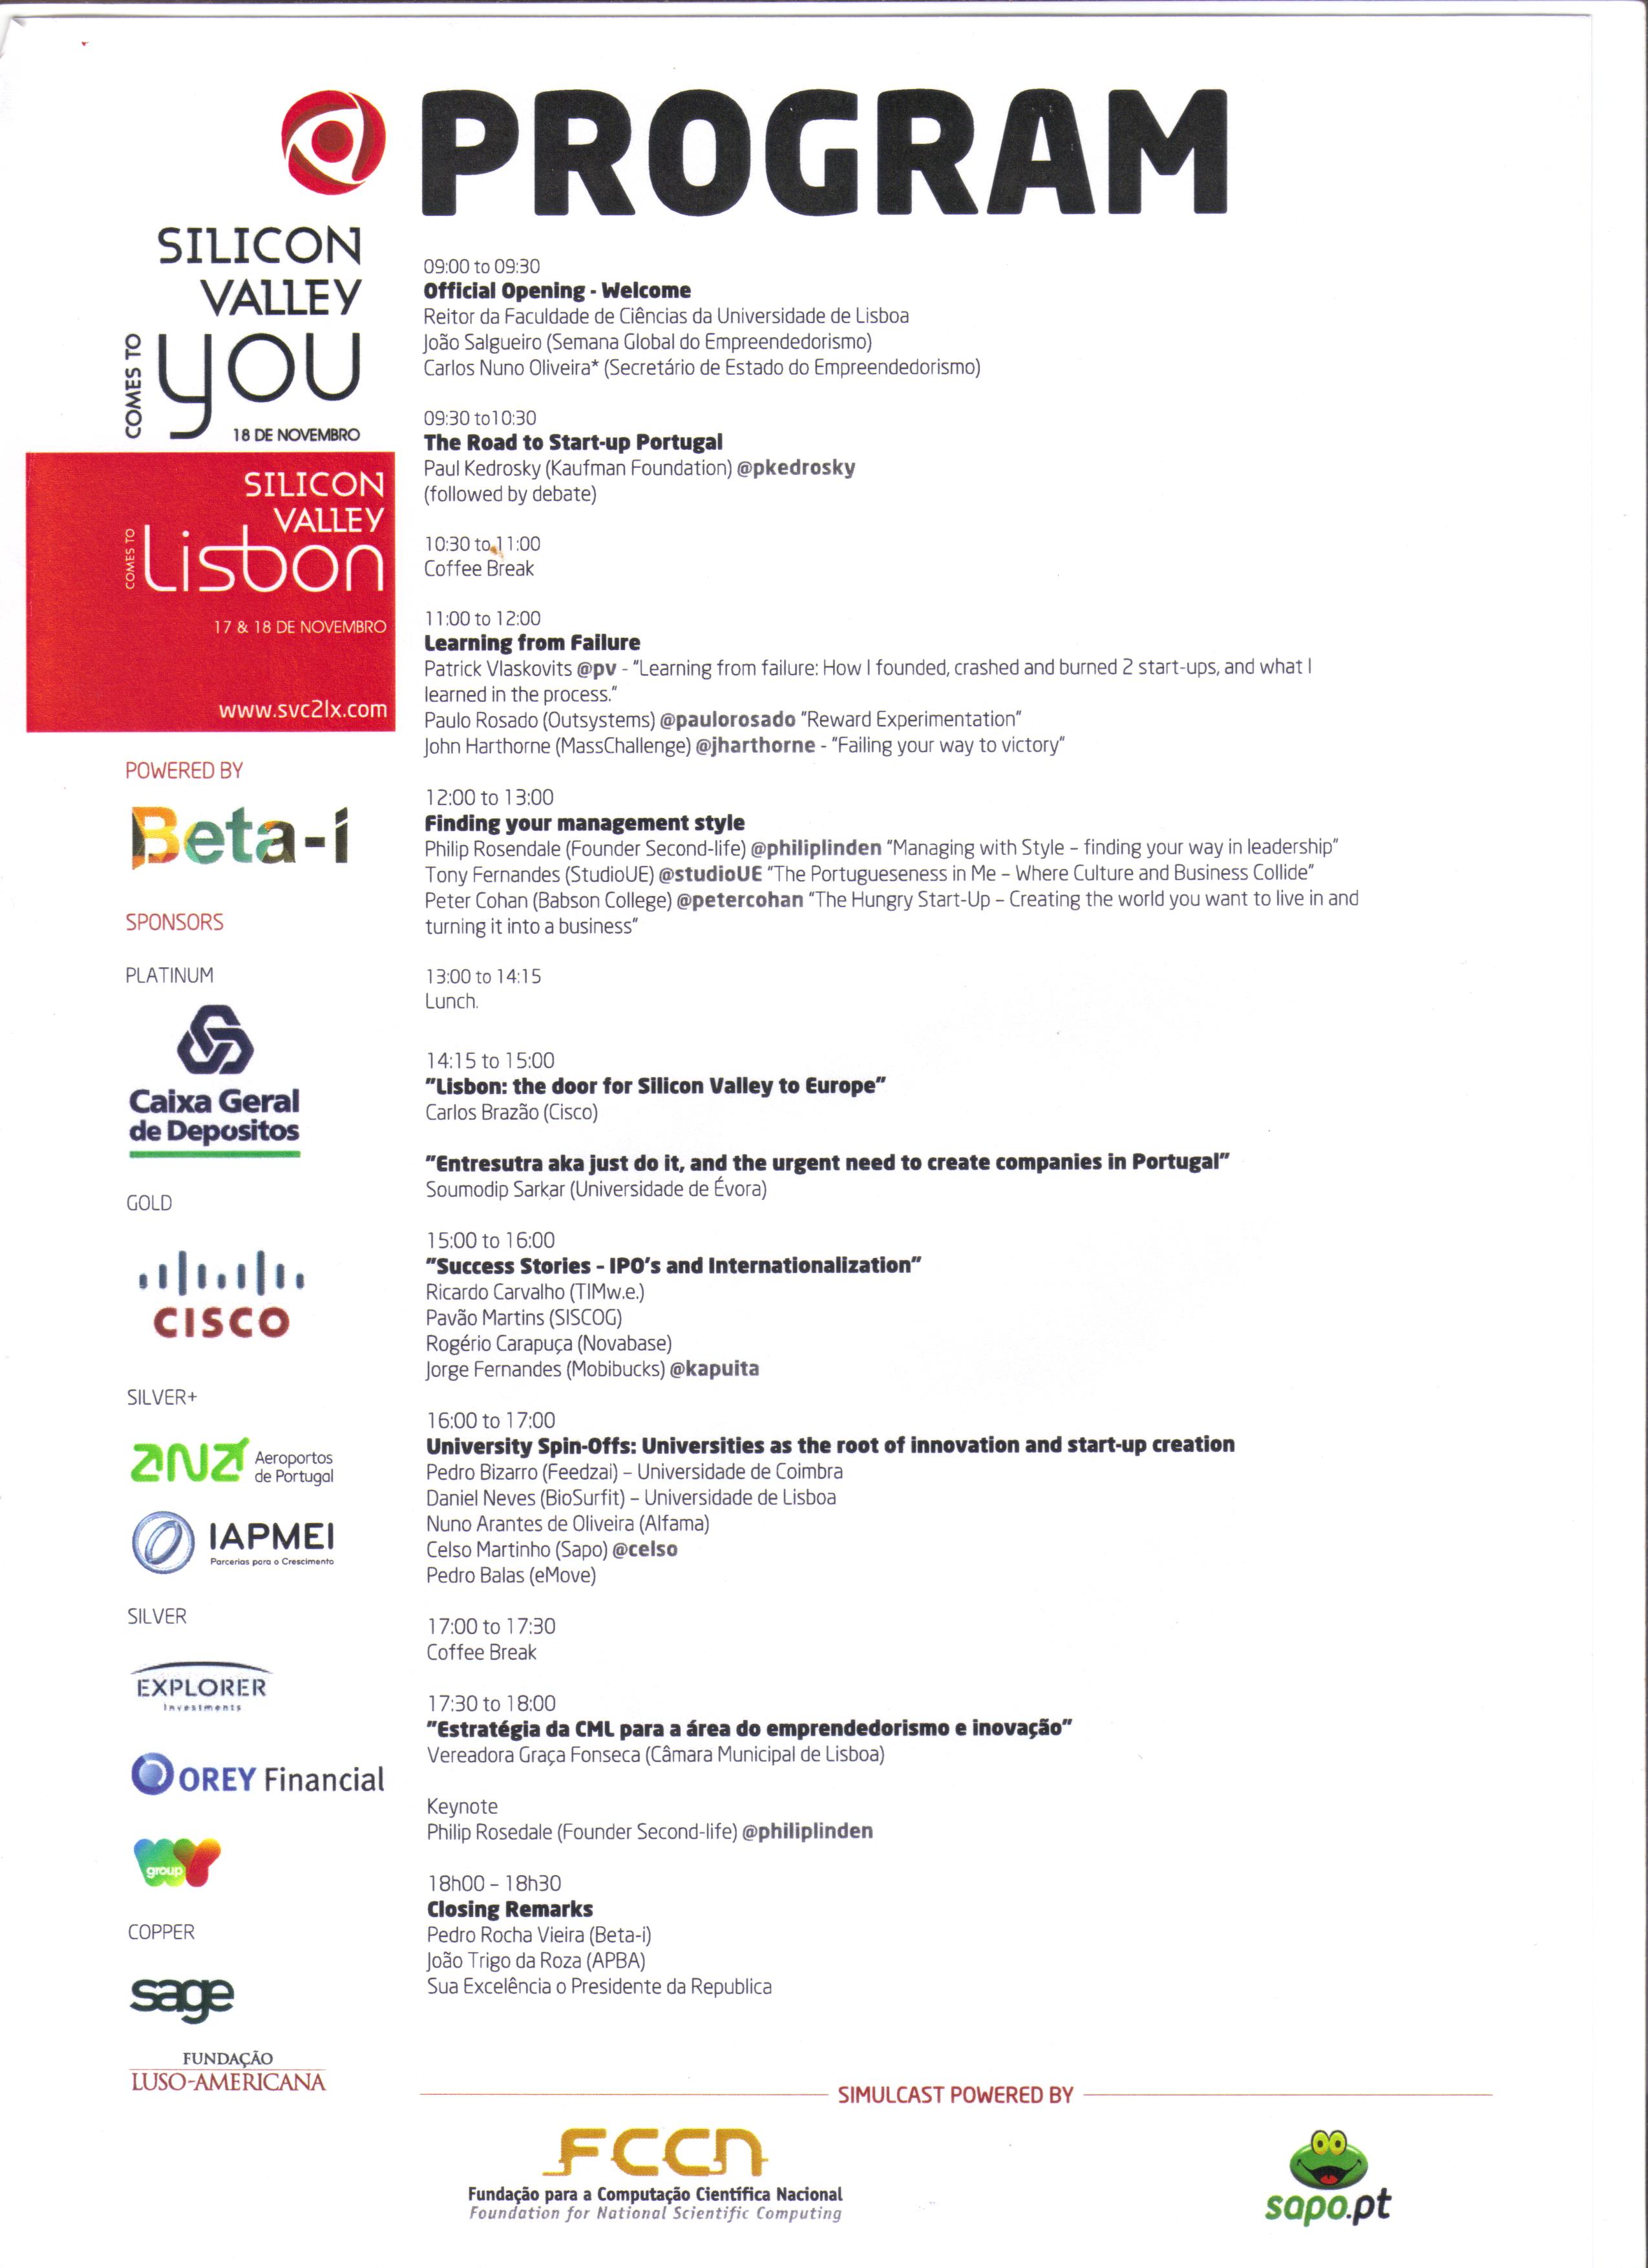 PROGRAM
SILICON
VALLEY
COMES TO
you
18 DE NOVEMBRO
SILICON
VALLEY
COMES TO
Lisbon
17 & 18 DE NOVEMBRO
www.svc2lx.com
POWERED BY
Beta-i
SPONSORS
PLATINUM
Caixa Geral
de Depositos
GOLD
CISCO
SILVER+
ANA Aeroportos
de Portugal
IAPMEI
Parcerias para o Crescimento
SILVER
EXPLORER
Investments
OREY Financial
group
COPPER
sage
FUNDAÇÃO
LUSO-AMERICANA
09:00 to 09:30
Official Opening - Welcome
Reitor da Faculdade de Ciências da Universidade de Lisboa
João Salgueiro (Semana Global do Empreendedorismo)
Carlos Nuno Oliveira* (Secretário de Estado do Empreendedorismo)
09:30 to10:30
The Road to Start-up Portugal
Paul Kedrosky (Kaufman Foundation) @pkedrosky
(followed by debate)
10:30 to 11:00
Coffee Break
11:00 to 12:00
Learning from Failure
Patrick Vlaskovits @pv - "Learning from failure: How I founded, crashed and burned 2 start-ups, and what I
learned in the process."
Paulo Rosado (Outsystems) @paulorosado "Reward Experimentation"
John Harthorne (MassChallenge) @jharthorne - "Failing your way to victory"
12:00 to 13:00
Finding your management style
Philip Rosendale (Founder Second-life) @philiplinden "Managing with Style – finding your way in leadership"
Tony Fernandes (StudioUE) @studioUE "The Portugueseness in Me – Where Culture and Business Collide"
Peter Cohan (Babson College) @petercohan "The Hungry Start-Up – Creating the world you want to live in and
turning it into a business"
13:00 to 14:15
Lunch.
14:15 to 15:00
"Lisbon: the door for Silicon Valley to Europe"
Carlos Brazão (Cisco)
"Entresutra aka just do it, and the urgent need to create companies in Portugal"
Soumodip Sarkar (Universidade de Évora)
15:00 to 16:00
"Success Stories - IPO's and Internationalization"
Ricardo Carvalho (TIMw.e.)
Pavão Martins (SISCOG)
Rogério Carapuça (Novabase)
Jorge Fernandes (Mobibucks) @kapuita
16:00 to 17:00
University Spin-Offs: Universities as the root of innovation and start-up creation
Pedro Bizarro (Feedzai) – Universidade de Coimbra
Daniel Neves (BioSurfit) – Universidade de Lisboa
Nuno Arantes de Oliveira (Alfama)
Celso Martinho (Sapo) @celso
Pedro Balas (eMove)
17:00 to 17:30
Coffee Break
17:30 to 18:00
"Estratégia da CML para a área do emprendedorismo e inovação"
Vereadora Graça Fonseca (Câmara Municipal de Lisboa)
Keynote
Philip Rosedale (Founder Second-life) @philiplinden
18h00 – 18h30
Closing Remarks
Pedro Rocha Vieira (Beta-i)
João Trigo da Roza (APBA)
Sua Excelência o Presidente da Republica
SIMULCAST POWERED BY
FCCN
Fundação para a Computação Científica Nacional
Foundation for National Scientific Computing
sapo.pt